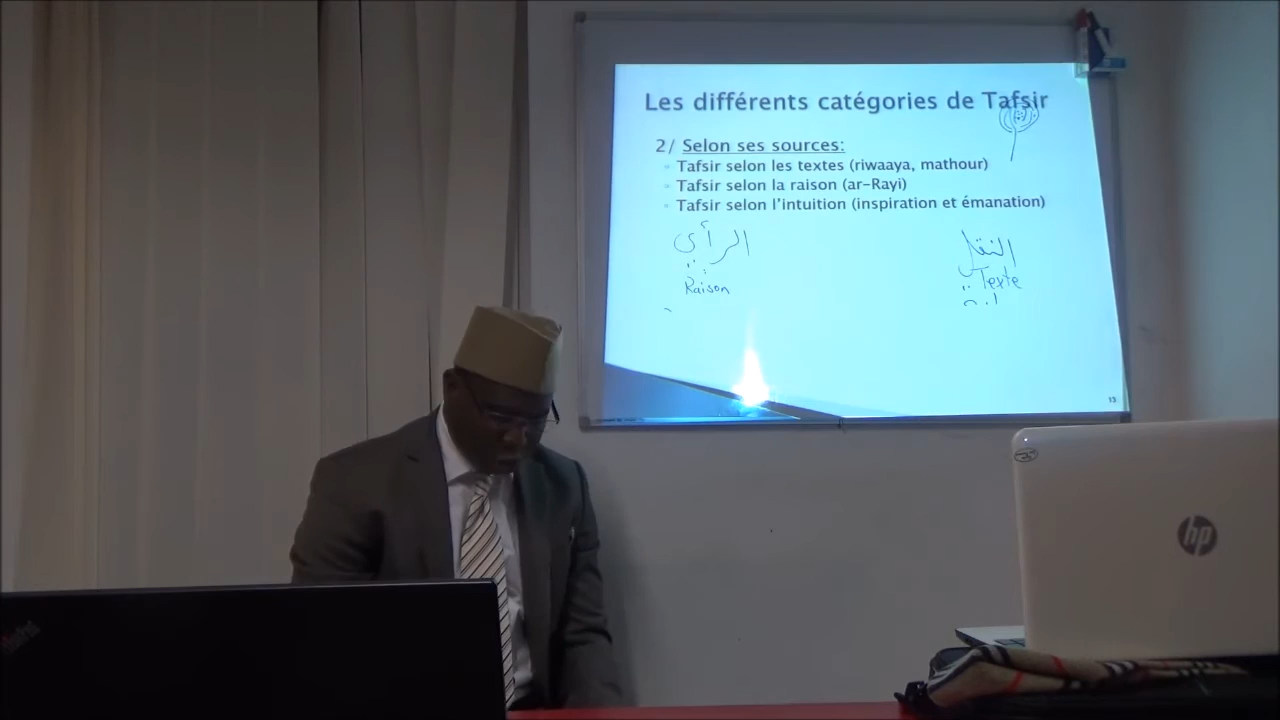 Les différents catégories de Tafsir
2/ Selon ses sources:
◦ Tafsir selon les textes (riwaaya, mathour)
◦ Tafsir selon la raison (ar-Rayi)
◦ Tafsir selon l'intuition (inspiration et émanation)
الرأي
النقل
Raison
Texte
13
hp